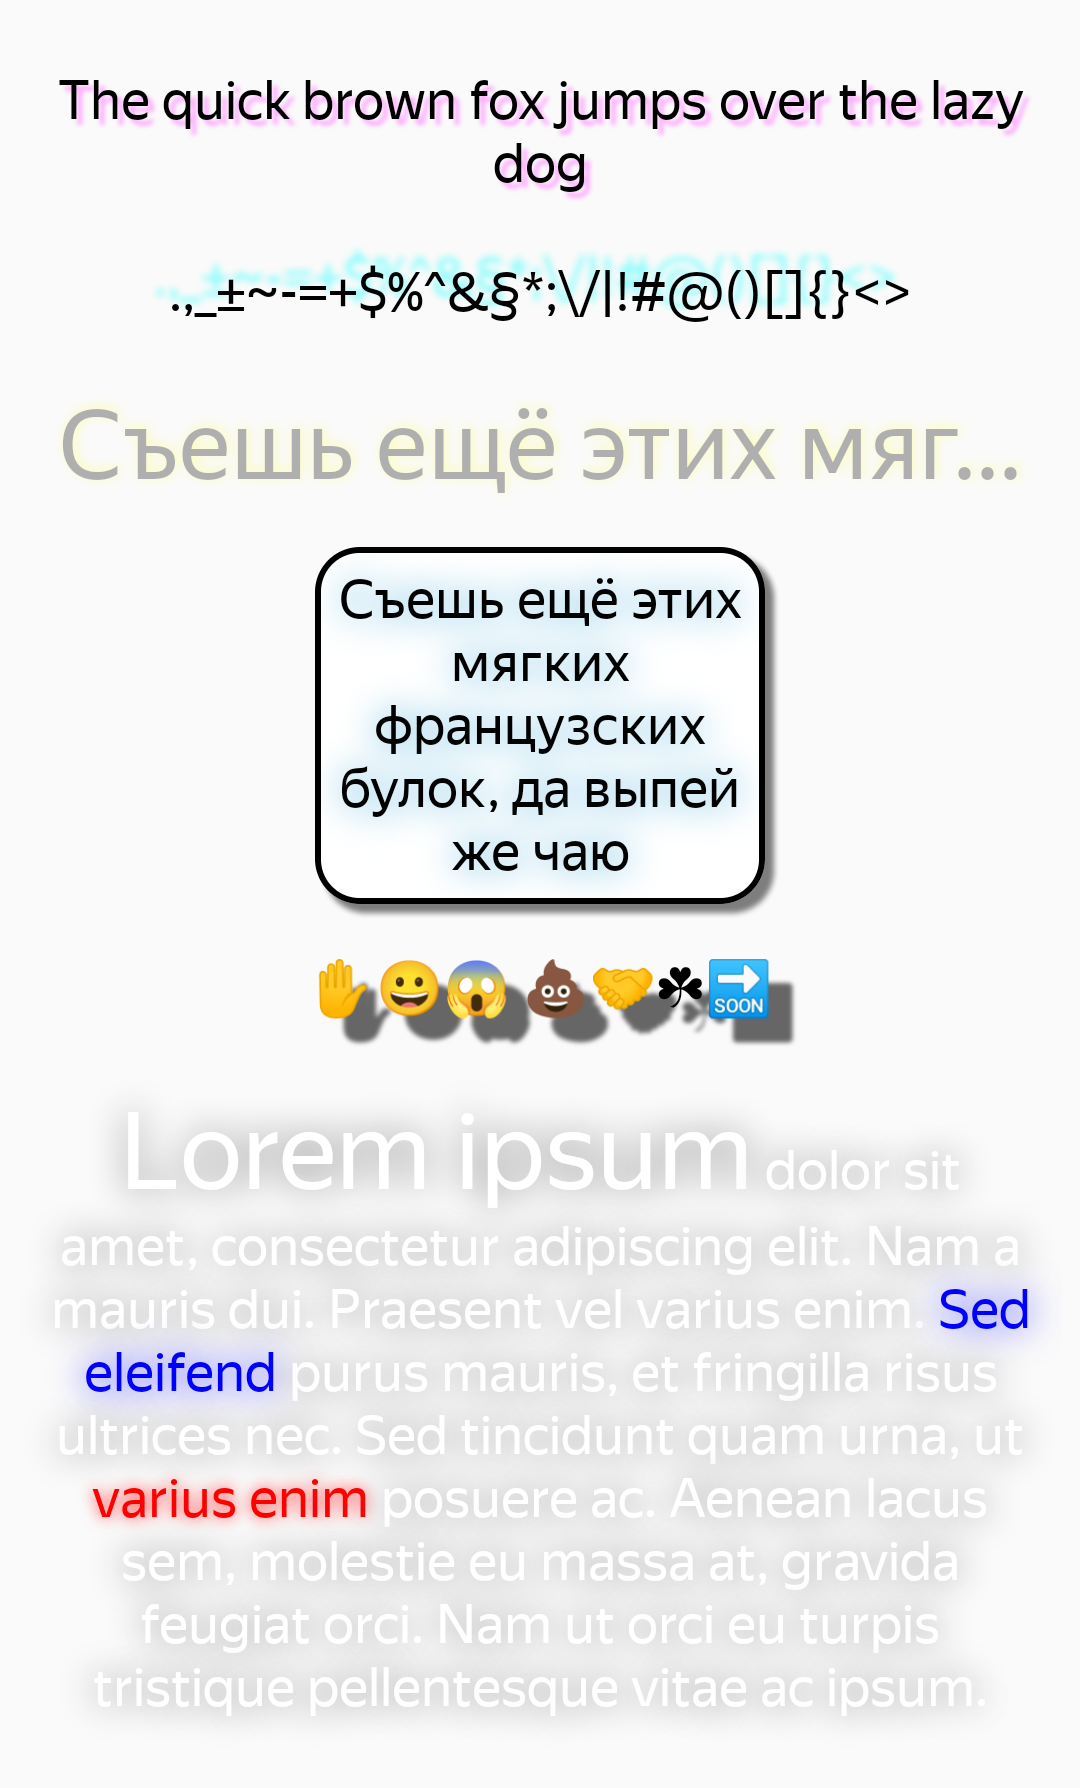 The quick brown fox jumps over the lazy
dog
.,_±~-=+$%^&§*;\/|!#@()[]{}<>
Съешь ещё этих мяг...
Съешь ещё этих
мягких
французских
булок, да выпей
же чаю
✋😀😱 💩🤝☘🔜
Lorem ipsum dolor sit
amet, consectetur adipiscing elit. Nam a
mauris dui. Praesent vel varius enim. Sed
eleifend purus mauris, et fringilla risus
ultrices nec. Sed tincidunt quam urna, ut
varius enim posuere ac. Aenean lacus
sem, molestie eu massa at, gravida
feugiat orci. Nam ut orci eu turpis
tristique pellentesque vitae ac ipsum.